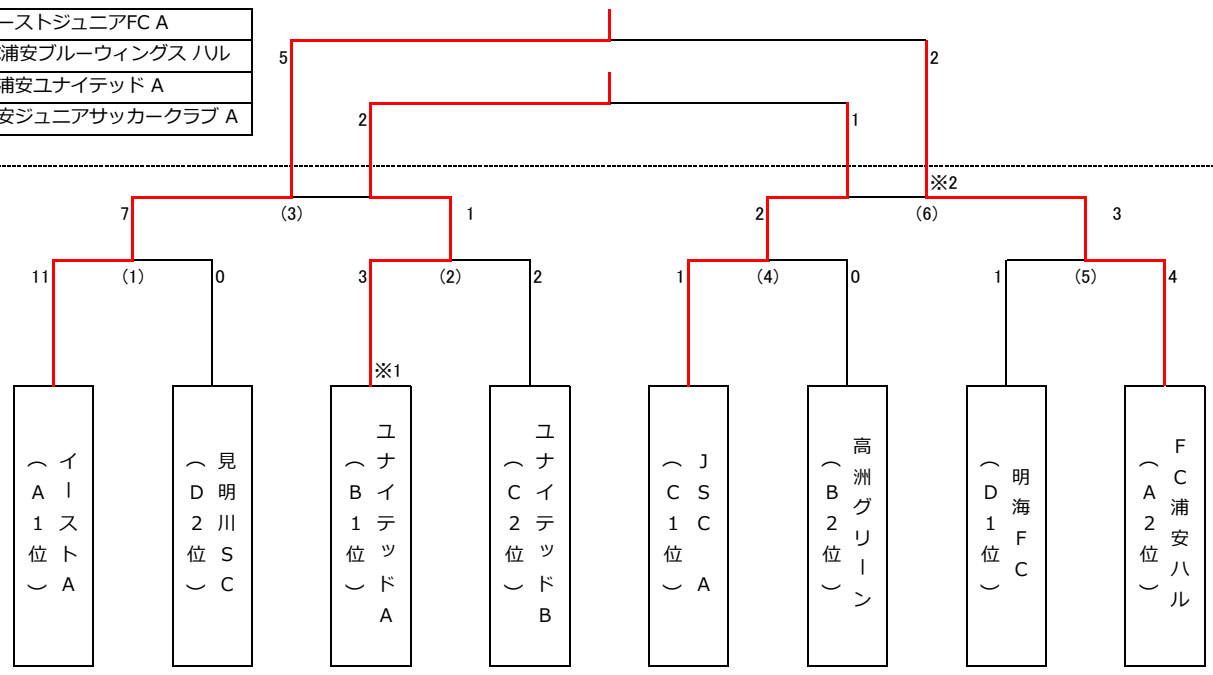 ーストジュニアFC A
浦安ブルーウィングス ハル
浦安ユナイテッド A
安ジュニアサッカークラブ A
5
2
2
1
※2
7
(3)
1
2
(6)
3
11
(1)
0
3
(2)
2
1
(4)
0
1
(5)
4
※1
イーストA
(A1位)
見明川SC
(D2位)
ユナイテッドA
(B1位)
ユナイテッドB
(C2位)
JSC A
(C1位)
高洲グリーン
(B2位)
明海FC
(D1位)
FC浦安ハル
(A2位)